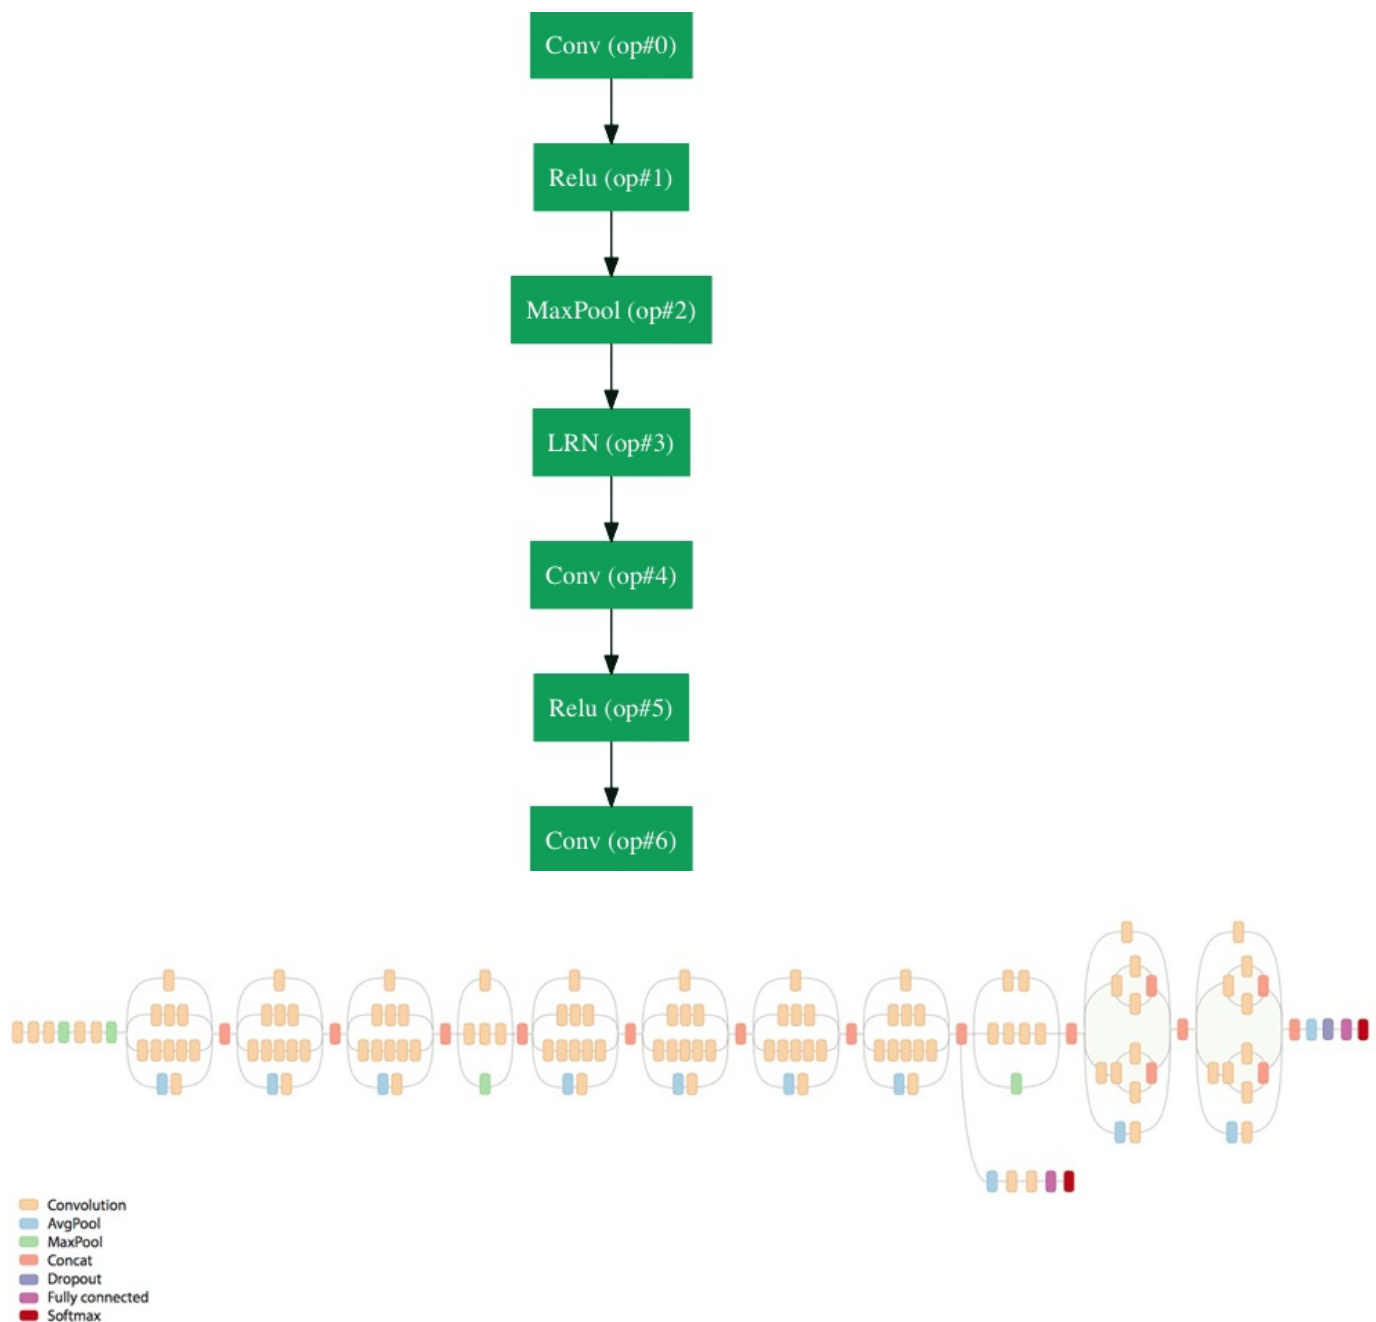 Conv (op#0)
Relu (op#1)
MaxPool (op#2)
LRN (op#3)
Conv (op#4)
Relu (op#5)
Conv (op#6)
Convolution
AvgPool
MaxPool
Concat
Dropout
Fully connected
Softmax